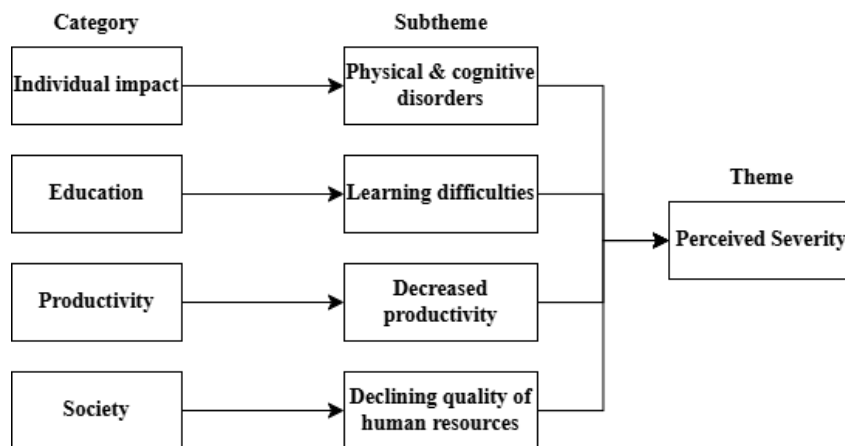 Category
Subtheme
Individual impact
Physical & cognitive
disorders
Education
Learning difficulties
Theme
Perceived Severity
Productivity
Decreased
productivity
Society
Declining quality of
human resources